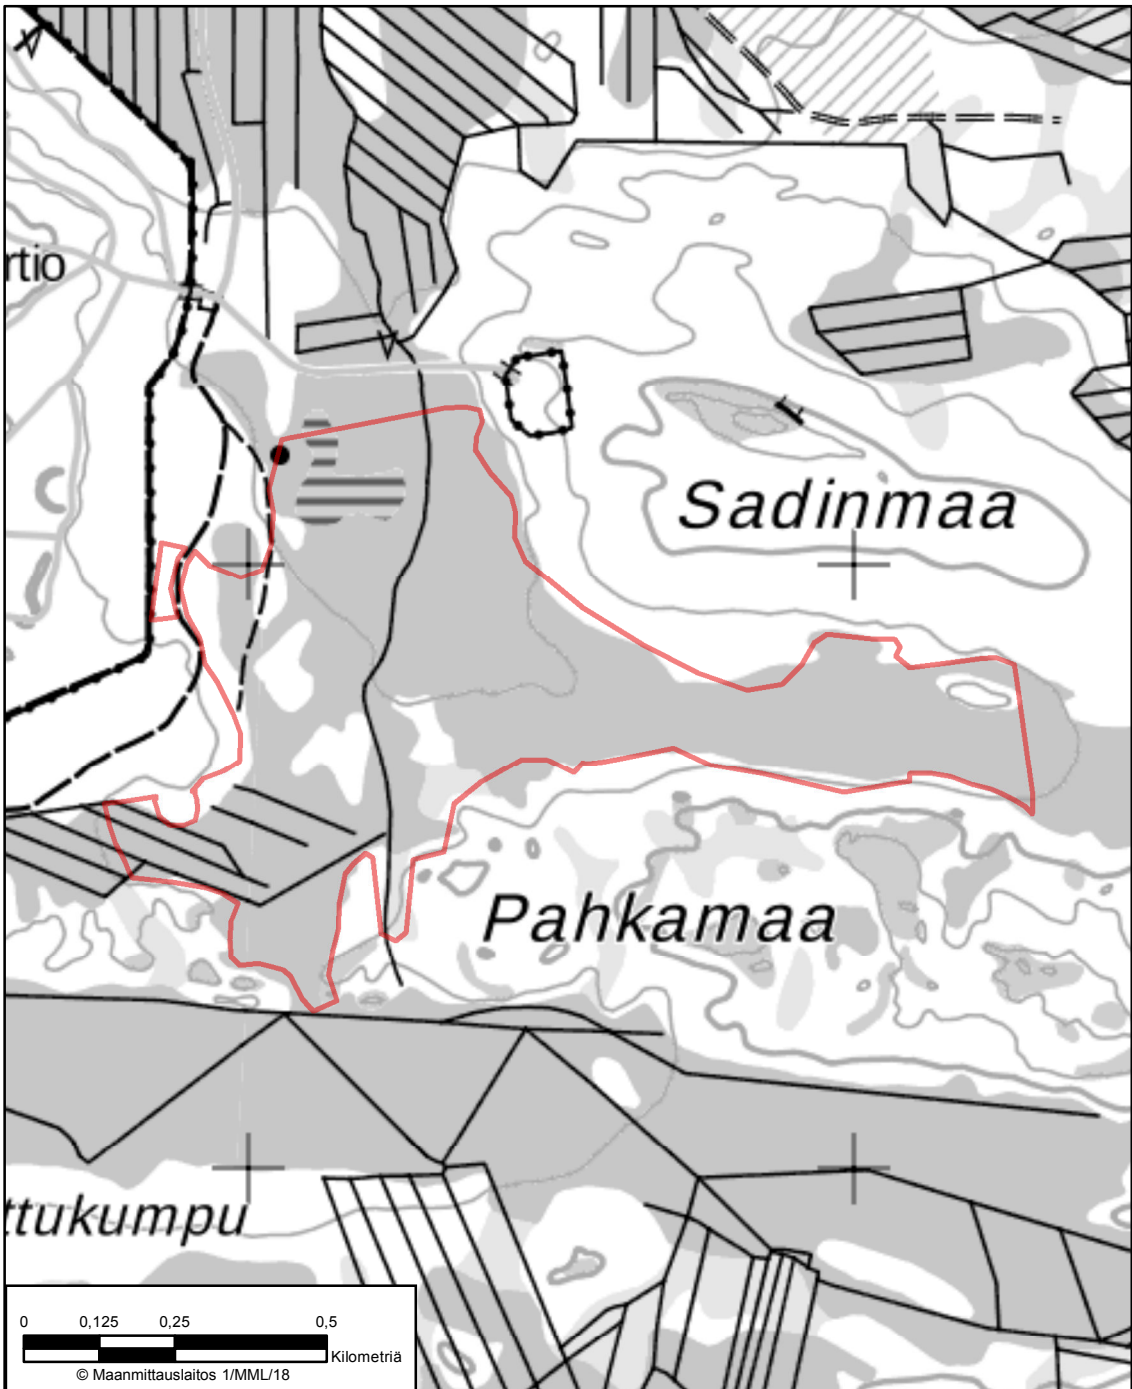 rtio
Sadinmaa
Pahkamaa
ttukumpu
0 0,125 0,25 0,5
Kilometriä
© Maanmittauslaitos 1/MML/18